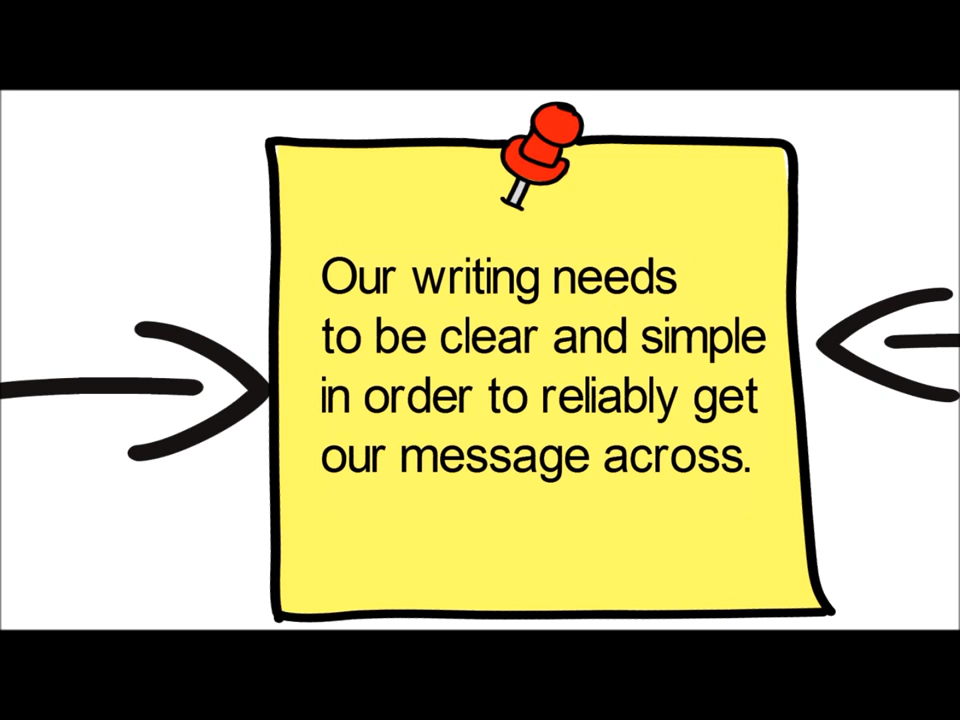 Our writing needs
to be clear and simple
in order to reliably get
our message across.